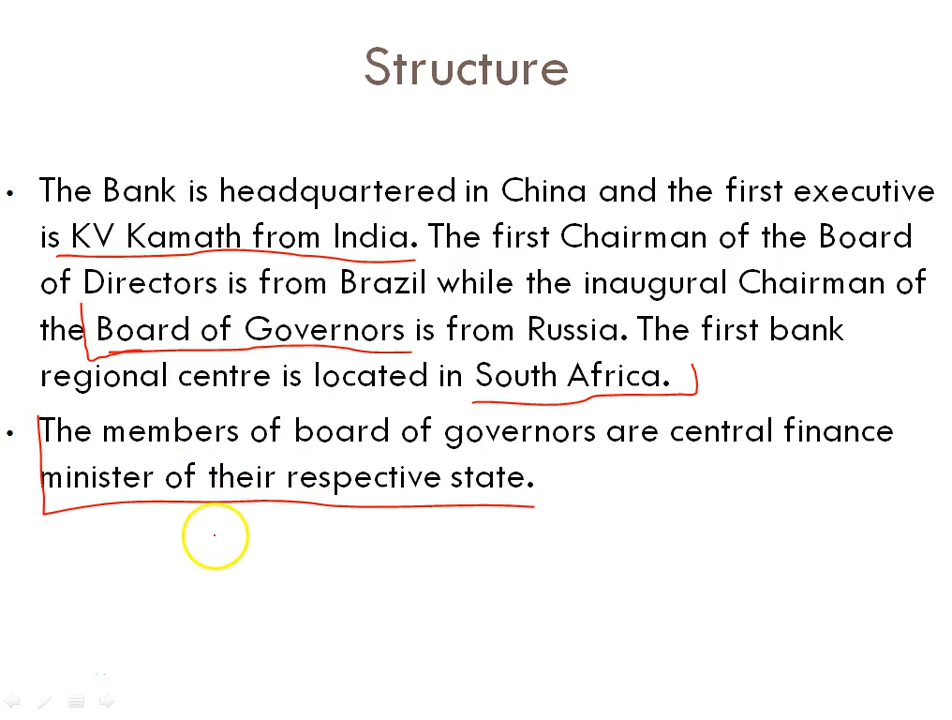 Structure
• The Bank is headquartered in China and the first executive
is KV Kamath from India. The first Chairman of the Board
of Directors is from Brazil while the inaugural Chairman of
the Board of Governors is from Russia. The first bank
regional centre is located in South Africa.
• The members of board of governors are central finance
minister of their respective state.